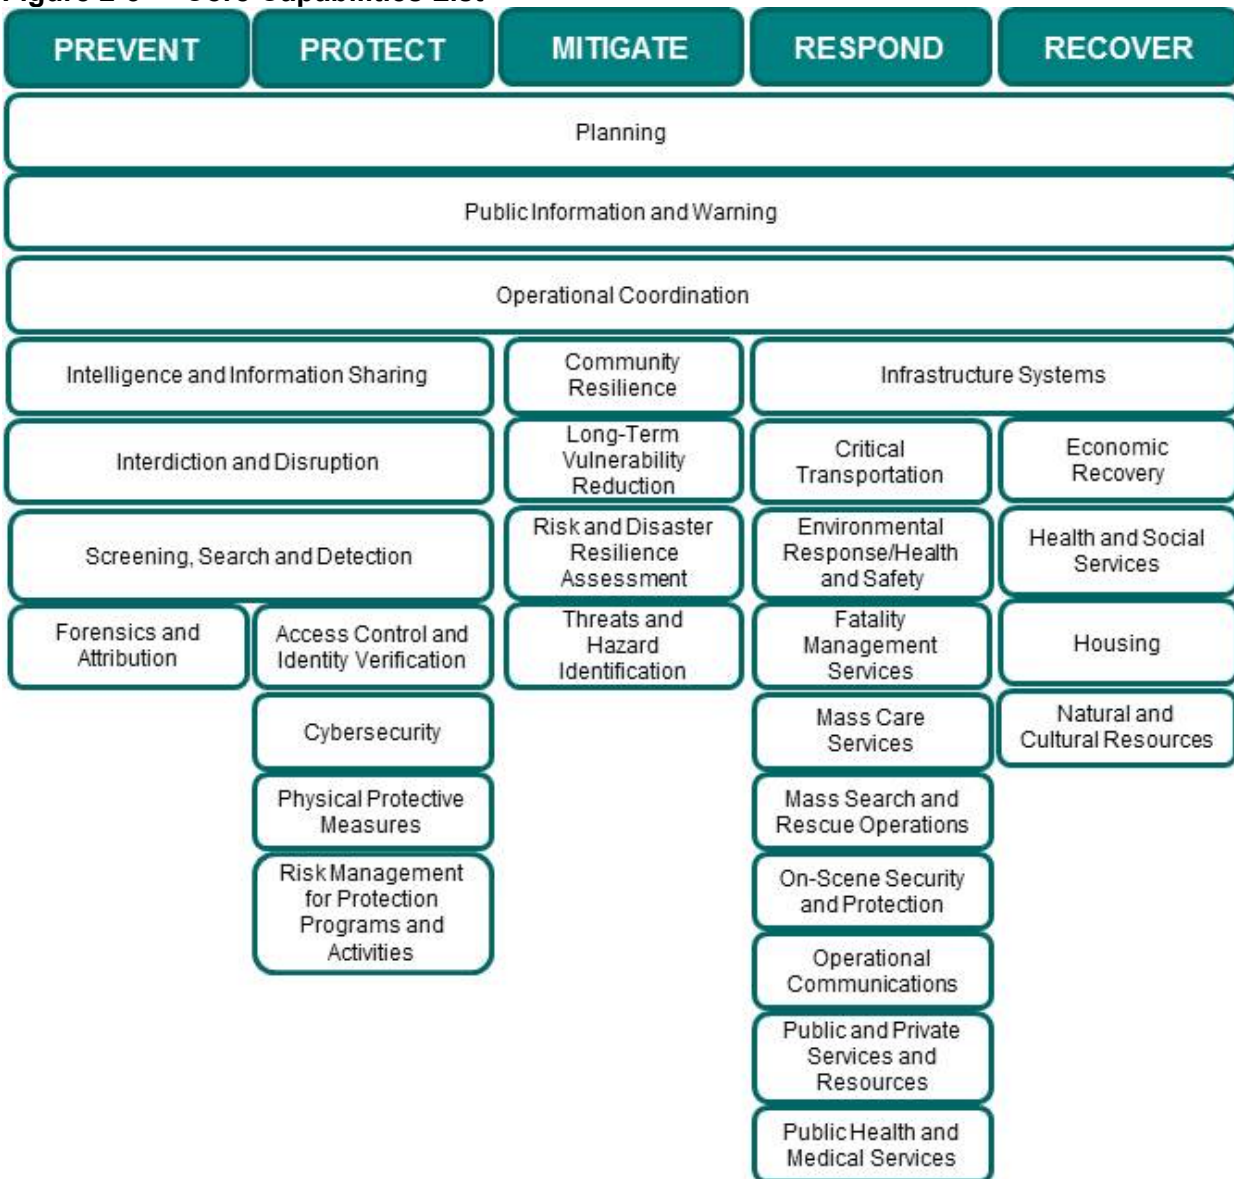 Figure Core Capabilities List
PREVENT
PROTECT
MITIGATE
RESPOND
RECOVER
Planning
Public Information and Warning
Operational Coordination
Intelligence and Information Sharing
Community
Resilience
Infrastructure Systems
Interdiction and Disruption
Long-Term
Vulnerability
Reduction
Critical
Transportation
Economic
Recovery
Screening, Search and Detection
Risk and Disaster
Resilience
Assessment
Environmental
Response/Health
and Safety
Health and Social
Services
Forensics and
Attribution
Access Control and
Identity Verification
Threats and
Hazard
Identification
Fatality
Management
Services
Housing
Cybersecurity
Mass Care
Services
Natural and
Cultural Resources
Physical Protective
Measures
Mass Search and
Rescue Operations
Risk Management
for Protection
Programs and
Activities
On-Scene Security
and Protection
Operational
Communications
Public and Private
Services and
Resources
Public Health and
Medical Services